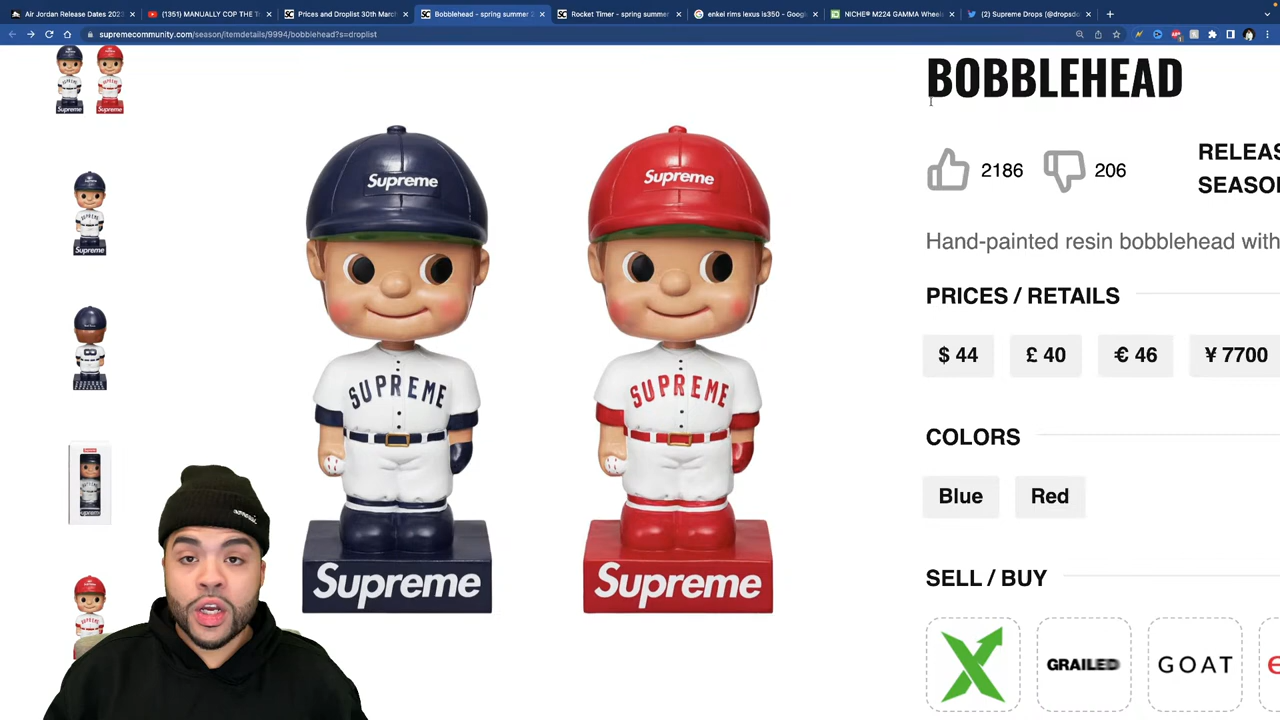 Air Jordan Release Dates 202
(1351) MANUALLY COP THE T
Prices and Droplist 30th March
Bobblehead - spring summer 2
Rocket Timer - spring summer
enkei rims lexus is350 - Goog
NICHE® M224 GAMMA Wheel
(2) Supreme Drops (@dropsd
supremecommunity.com/season/itemdetails/9994/bobblehead?s=droplist
BOBBLEHEAD
2186
206
RELEAS
SEASO
Hand-painted resin bobblehead with
PRICES / RETAILS
$ 44
£ 40
€ 46
¥ 7700
COLORS
Blue
Red
SELL / BUY
GRAILED
GOAT
Supreme
Supreme
SUPREME
SUPREME
Supreme
Supreme